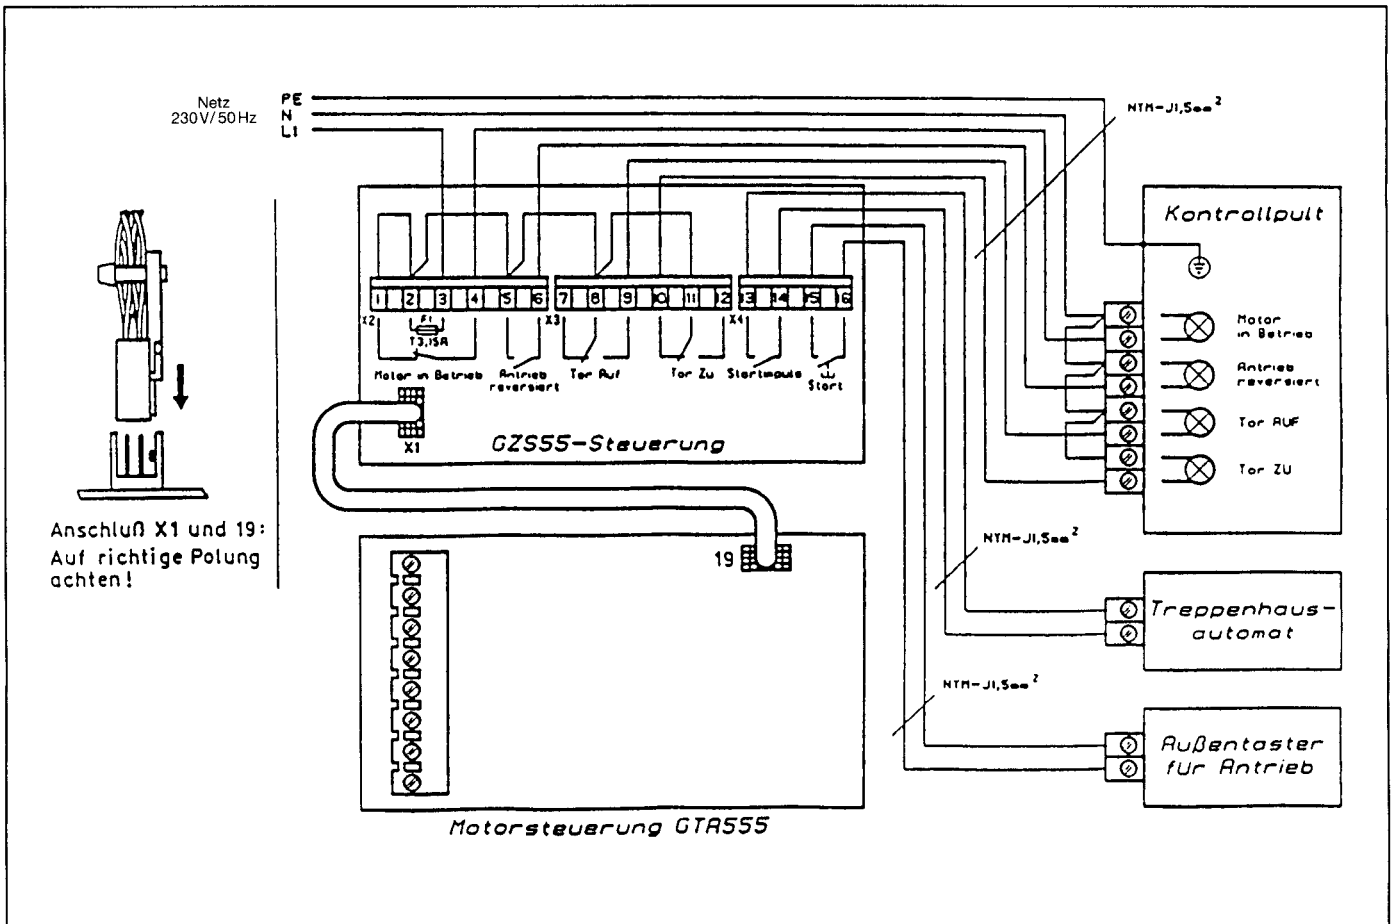 Netz
230V/50Hz
PE
N
L1
NYM-J1,5mm²
Kontrollpult
1 2 3 4 5 6 7 8 9 10 11 12 13 14 15 16
X2
F1
T3,15A
X3
X4
Motor in Betrieb
Antrieb
reversiert
Tor Auf
Tor Zu
Startimpuls
Start
Motor
in Betrieb
Antrieb
reversiert
Tor AUF
Tor ZU
X1
GZS55-Steuerung
Anschluß X1 und 19:
Auf richtige Polung
achten!
19
NYM-J1,5mm²
Treppenhaus-
automat
NYM-J1,5mm²
Außentaster
für Antrieb
Motorsteuerung GTA555